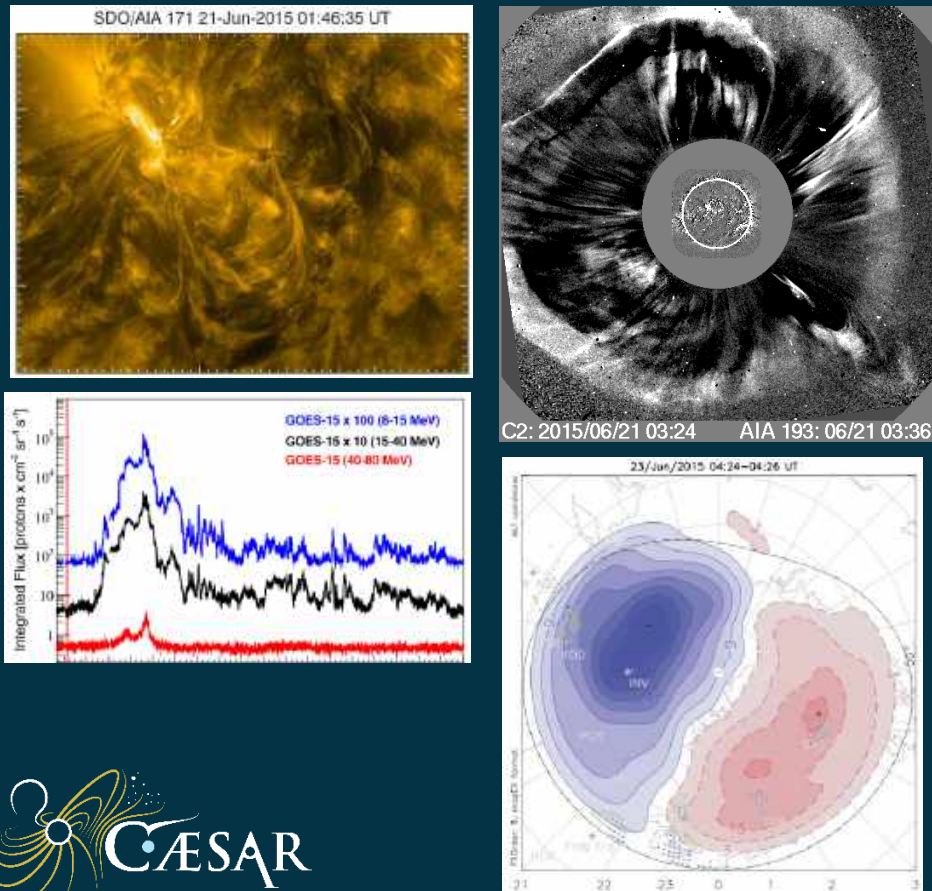 SDO/AIA 171 21-Jun-2015 01:46:35 UT
C2: 2015/06/21 03:24 AIA 193: 06/21 03:36
Integrated Flux [protons x cm⁻² sr⁻¹ s⁻¹]
10⁵
10⁴
10³
10²
10
1
GOES-15 x 100 (8-15 MeV)
GOES-15 x 10 (15-40 MeV)
GOES-15 (40-80 MeV)
23/Jun/2015 04:24-04:26 UT
INV
21 22 23 0 1 2 3
CÆSAR